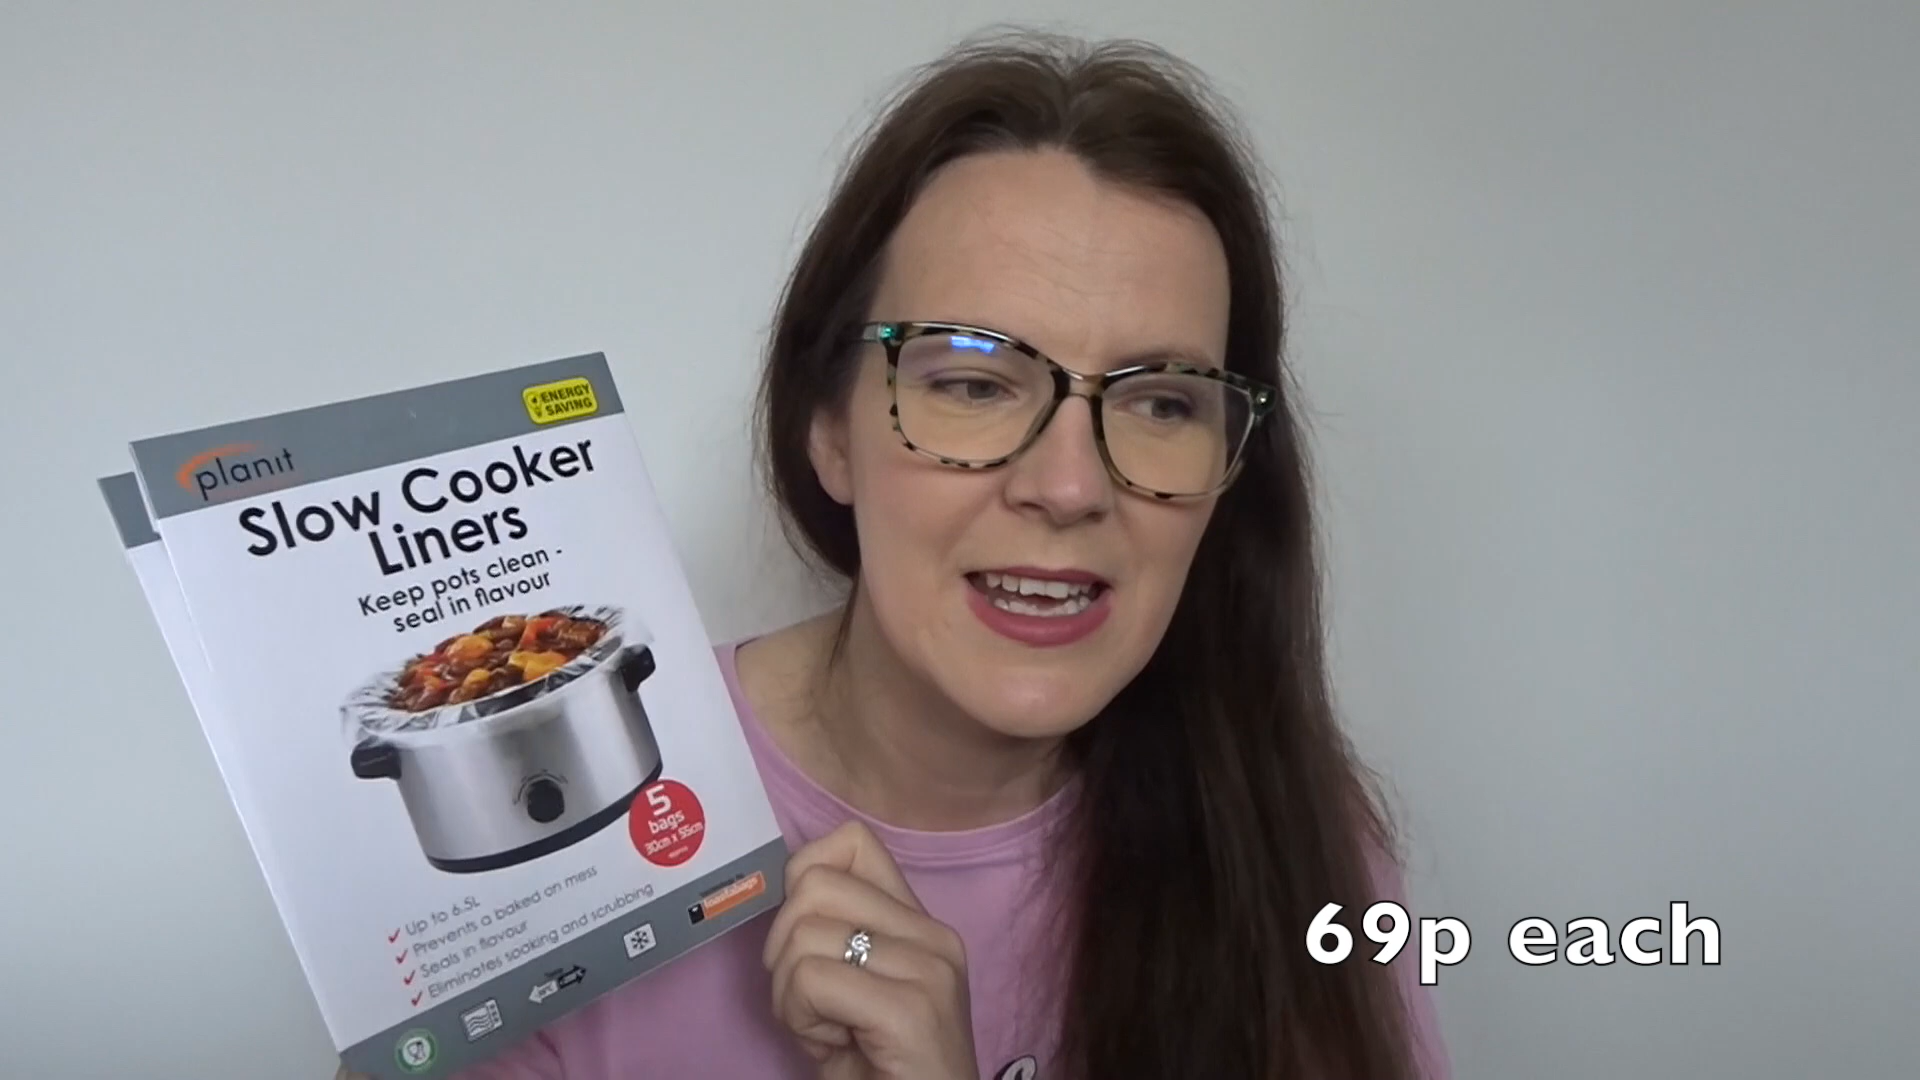 ENERGY
SAVING
planit
Slow Cooker
Liners
Keep pots clean -
seal in flavour
5
bags
30cm x 55cm
✓ Up to 6.5L
✓ Prevents a baked on mess
✓ Seals in flavour
✓ Eliminates soaking and scrubbing
toastabags
69p each